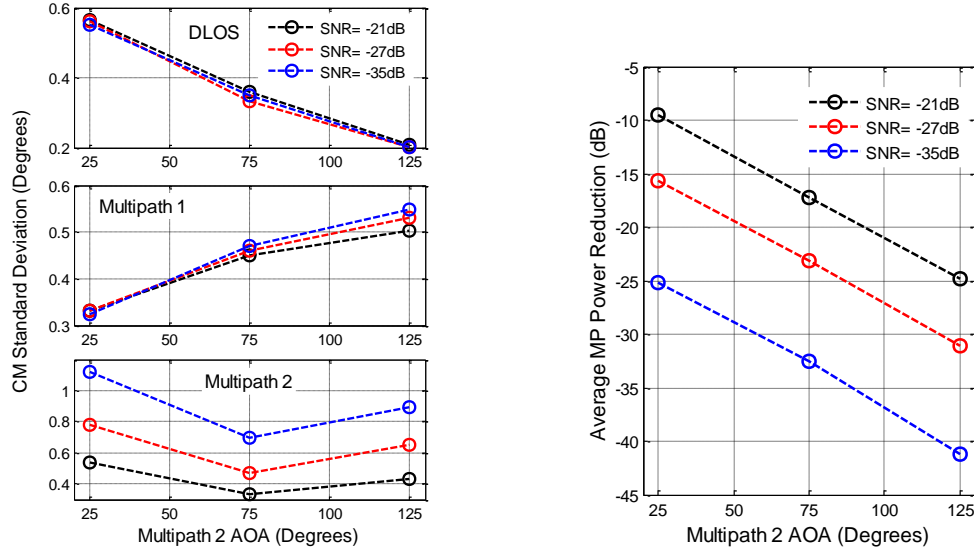 0.6
DLOS
SNR= -21dB
SNR= -27dB
SNR= -35dB
0.4
0.2
25 50 75 100 125
0.6
Multipath 1
0.5
0.4
0.3
25 50 75 100 125
Multipath 2
1
0.8
0.6
0.4
25 50 75 100 125
Multipath 2 AOA (Degrees)
CM Standard Deviation (Degrees)
-5
SNR= -21dB
SNR= -27dB
SNR= -35dB
-10
-15
-20
-25
-30
-35
-40
-45
25 50 75 100 125
Multipath 2 AOA (Degrees)
Average MP Power Reduction (dB)